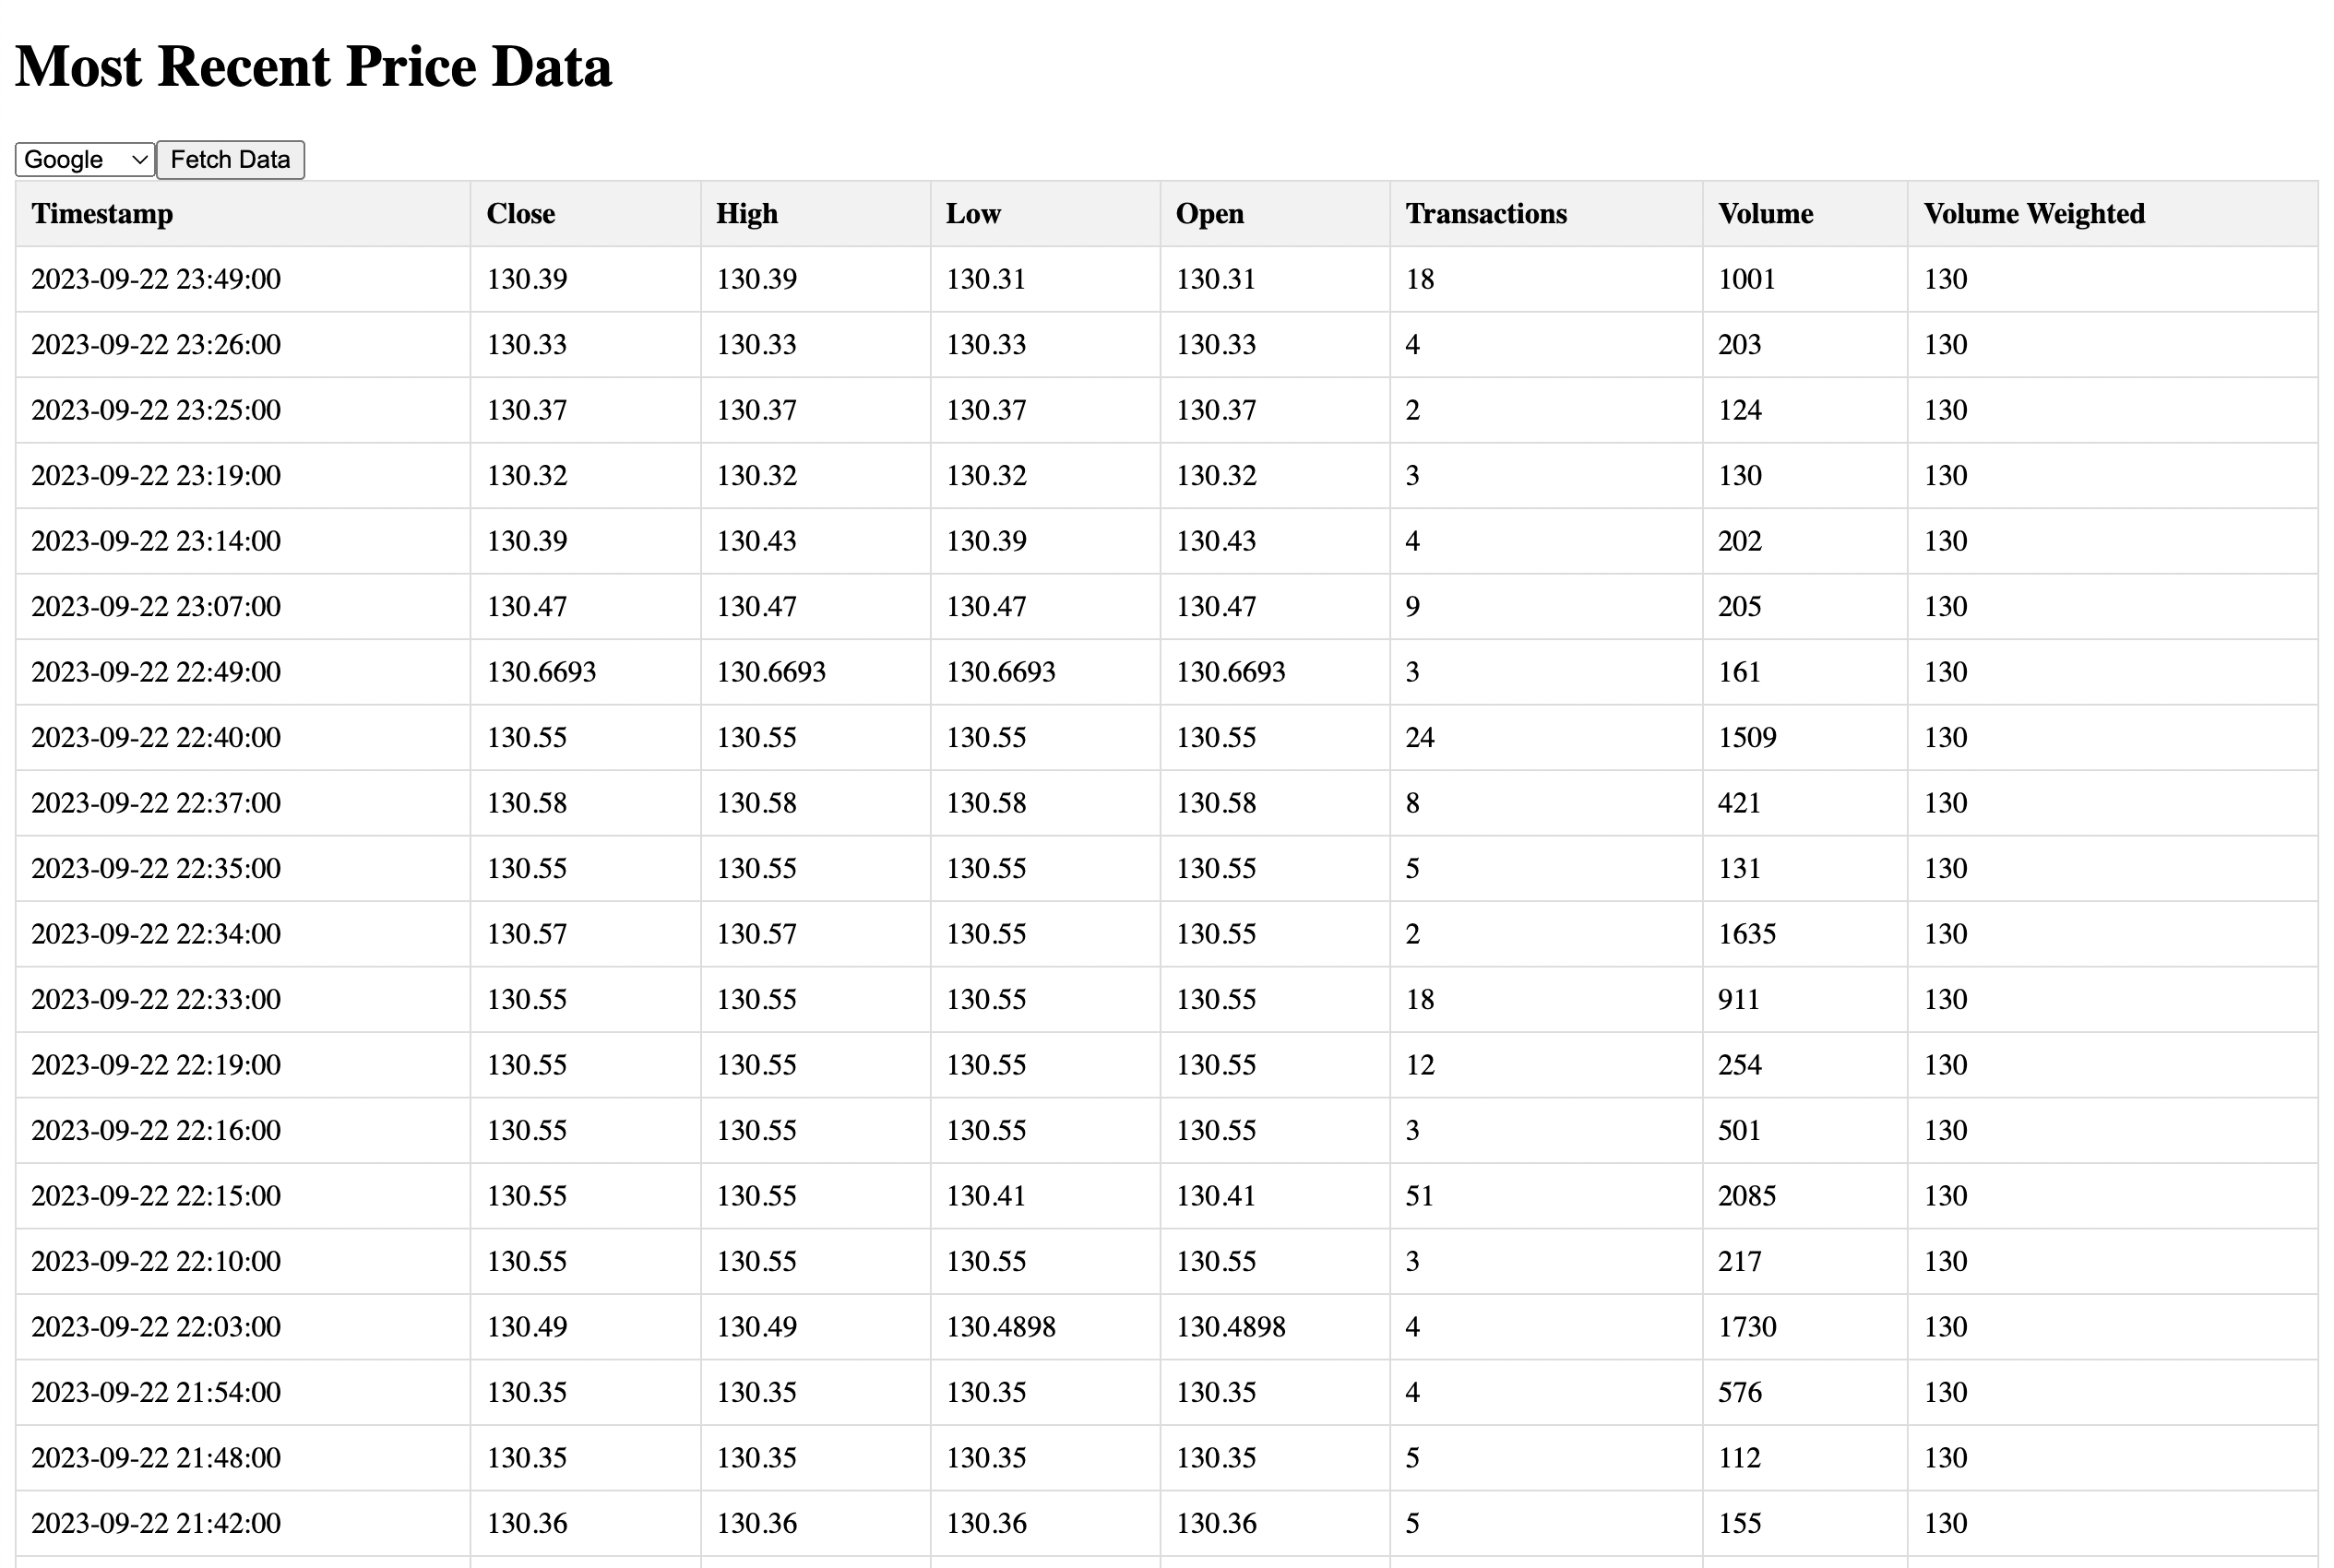 Most Recent Price Data
Google Fetch Data
Timestamp Close High Low Open Transactions Volume Volume Weighted
2023-09-22 23:49:00 130.39 130.39 130.31 130.31 18 1001 130
2023-09-22 23:26:00 130.33 130.33 130.33 130.33 4 203 130
2023-09-22 23:25:00 130.37 130.37 130.37 130.37 2 124 130
2023-09-22 23:19:00 130.32 130.32 130.32 130.32 3 130 130
2023-09-22 23:14:00 130.39 130.43 130.39 130.43 4 202 130
2023-09-22 23:07:00 130.47 130.47 130.47 130.47 9 205 130
2023-09-22 22:49:00 130.6693 130.6693 130.6693 130.6693 3 161 130
2023-09-22 22:40:00 130.55 130.55 130.55 130.55 24 1509 130
2023-09-22 22:37:00 130.58 130.58 130.58 130.58 8 421 130
2023-09-22 22:35:00 130.55 130.55 130.55 130.55 5 131 130
2023-09-22 22:34:00 130.57 130.57 130.55 130.55 2 1635 130
2023-09-22 22:33:00 130.55 130.55 130.55 130.55 18 911 130
2023-09-22 22:19:00 130.55 130.55 130.55 130.55 12 254 130
2023-09-22 22:16:00 130.55 130.55 130.55 130.55 3 501 130
2023-09-22 22:15:00 130.55 130.55 130.41 130.41 51 2085 130
2023-09-22 22:10:00 130.55 130.55 130.55 130.55 3 217 130
2023-09-22 22:03:00 130.49 130.49 130.4898 130.4898 4 1730 130
2023-09-22 21:54:00 130.35 130.35 130.35 130.35 4 576 130
2023-09-22 21:48:00 130.35 130.35 130.35 130.35 5 112 130
2023-09-22 21:42:00 130.36 130.36 130.36 130.36 5 155 130